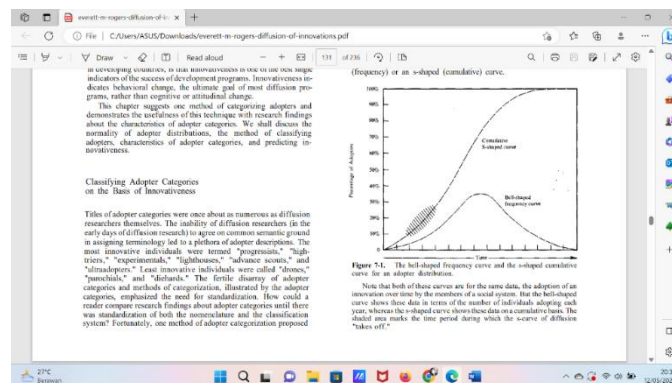 everett-m-rogers-diffusion-of-in
File
C:/Users/ASUS/Downloads/everett-m-rogers-diffusion-of-innovations.pdf
Draw
Read aloud
131
of 236
in developing countries, is that innovativeness is one of the best single
indicators of the success of development programs. Innovativeness in-
dicates behavioral change, the ultimate goal of most diffusion pro-
grams, rather than cognitive or attitudinal change.
This chapter suggests one method of categorizing adopters and
demonstrates the usefulness of this technique with research findings
about the characteristics of adopter categories. We shall discuss the
normality of adopter distributions, the method of classifying
adopters, characteristics of adopter categories, and predicting in-
novativeness.
Classifying Adopter Categories
on the Basis of Innovativeness
Titles of adopter categories were once about as numerous as diffusion
researchers themselves. The inability of diffusion researchers (in the
early days of diffusion research) to agree on common semantic ground
in assigning terminology led to a plethora of adopter descriptions. The
most innovative individuals were termed "progressists," "high-
triers," "experimentals," "lighthouses," "advance scouts," and
"ultraadopters." Least innovative individuals were called "drones,"
"parochials," and "diehards." The fertile disarray of adopter
categories and methods of categorization, illustrated by the adopter
categories, emphasized the need for standardization. How could a
reader compare research findings about adopter categories until there
was standardization of both the nomenclature and the classification
system? Fortunately, one method of adopter categorization proposed
(frequency) or an s-shaped (cumulative) curve.
100%
90%
80%
70%
60%
50%
40%
30%
20%
10%
0
Percentage of Adoption
Cumulative
S-shaped curve
Bell-shaped
frequency curve
Time
Figure 7-1. The bell-shaped frequency curve and the s-shaped cumulative
curve for an adopter distribution.
Note that both of these curves are for the same data, the adoption of an
innovation over time by the members of a social system. But the bell-shaped
curve shows these data in terms of the number of individuals adopting each
year, whereas the s-shaped curve shows these data on a cumulative basis. The
shaded area marks the time period during which the s-curve of diffusion
"takes off."
27°C
Berawan